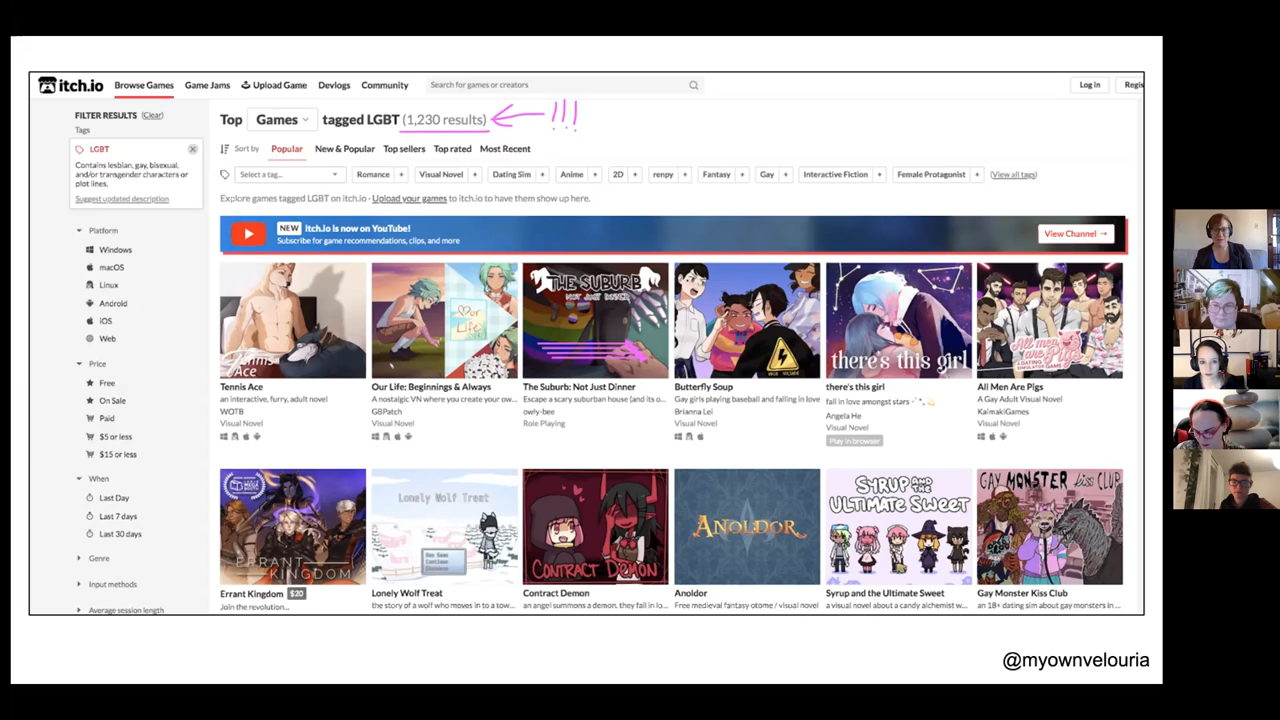 itch.io Browse Games Game Jams Upload Game Devlogs Community Search for games or creators Log in Regis
FILTER RESULTS (Clear)
Tags
LGBT
Contains lesbian, gay, bisexual,
and/or transgender characters or
plot lines.
Suggest updated description
Platform
Windows
macOS
Linux
Android
iOS
Web
Price
Free
On Sale
Paid
$5 or less
$15 or less
When
Last Day
Last 7 days
Last 30 days
Genre
Input methods
Average session length
Top Games tagged LGBT (1,230 results) !!!
Sort by Popular New & Popular Top sellers Top rated Most Recent
Select a tag... Romance + Visual Novel + Dating Sim + Anime + 2D + renpy + Fantasy + Gay + Interactive Fiction + Female Protagonist + (View all tags)
Explore games tagged LGBT on itch.io · Upload your games to itch.io to have them show up here.
NEW Itch.io is now on YouTube!
Subscribe for game recommendations, clips, and more
View Channel →
Tennis Ace
Our Life
THE SUBURB
NOT JUST DINNER
there's this girl
All men are Pigs
A DATING SIMULATOR GAME
Tennis Ace
an interactive, furry, adult novel
WOTB
Visual Novel
Our Life: Beginnings & Always
A nostalgic VN where you create your ow...
GBPatch
Visual Novel
The Suburb: Not Just Dinner
Escape a scary suburban house (and its o...
owly-bee
Role Playing
Butterfly Soup
Gay girls playing baseball and falling in love
Brianna Lei
Visual Novel
there's this girl
fall in love amongst stars
Angela He
Visual Novel
Play in browser
All Men Are Pigs
A Gay Adult Visual Novel
KaimakiGames
Visual Novel
ERRANT KINGDOM
Lonely Wolf Treat
CONTRACT DEMON
ANOLDOR
SYRUP AND THE ULTIMATE SWEET
GAY MONSTER KISS CLUB
Errant Kingdom $20
Join the revolution...
Lonely Wolf Treat
the story of a wolf who moves in to a tow...
Contract Demon
an angel summons a demon. they fall in lo...
Anoldor
Free medieval fantasy otome / visual novel
Syrup and the Ultimate Sweet
a visual novel about a candy alchemist w...
Gay Monster Kiss Club
an 18+ dating sim about gay monsters in ...
@myownvelouria